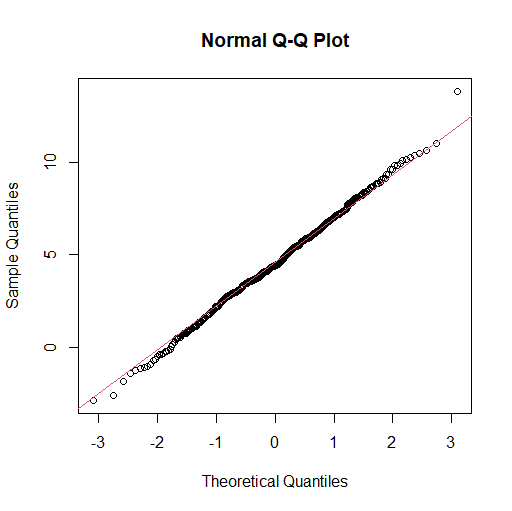 Normal Q-Q Plot
10
5
0
Sample Quantiles
-3 -2 -1 0 1 2 3
Theoretical Quantiles